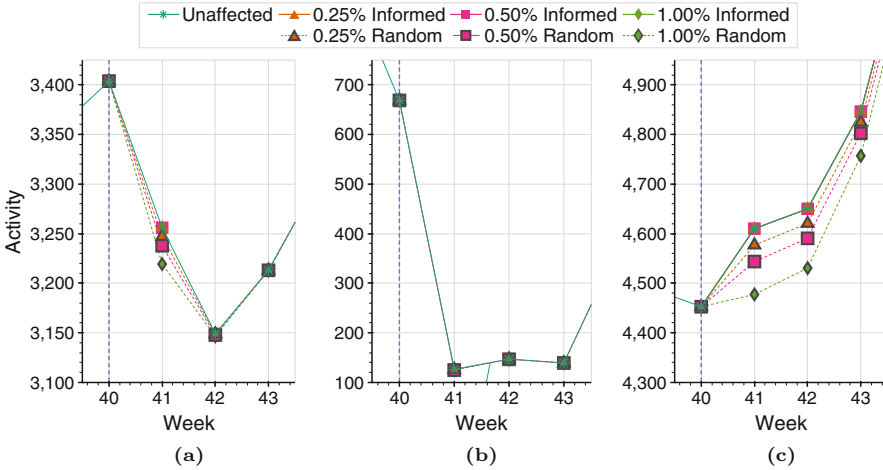 Unaffected 0.25% Informed 0.50% Informed 1.00% Informed
0.25% Random 0.50% Random 1.00% Random
Activity
3,400
3,350
3,300
3,250
3,200
3,150
3,100
40 41 42 43
Week
(a)
700
600
500
400
300
200
100
40 41 42 43
Week
(b)
4,900
4,800
4,700
4,600
4,500
4,400
4,300
40 41 42 43
Week
(c)